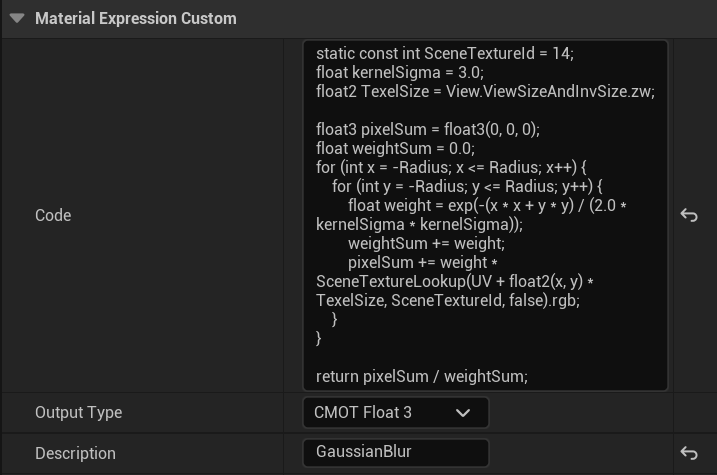 Material Expression Custom
Code
static const int SceneTextureId = 14;
float kernelSigma = 3.0;
float2 TexelSize = View.ViewSizeAndInvSize.zw;

float3 pixelSum = float3(0, 0, 0);
float weightSum = 0.0;
for (int x = -Radius; x <= Radius; x++) {
    for (int y = -Radius; y <= Radius; y++) {
        float weight = exp(-(x * x + y * y) / (2.0 *
kernelSigma * kernelSigma));
        weightSum += weight;
        pixelSum += weight *
SceneTextureLookup(UV + float2(x, y) *
TexelSize, SceneTextureId, false).rgb;
    }
}

return pixelSum / weightSum;
Output Type
CMOT Float 3
Description
GaussianBlur